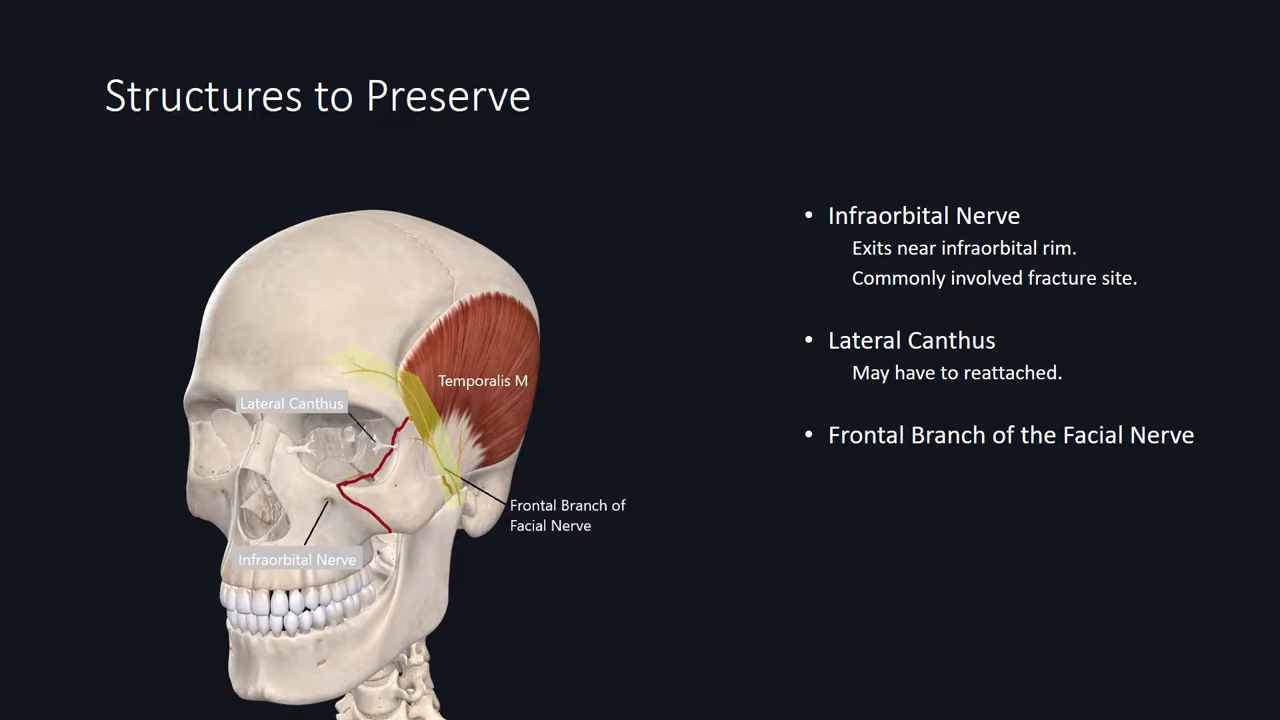 Structures to Preserve
Temporalis M
Lateral Canthus
Frontal Branch of
Facial Nerve
Infraorbital Nerve
• Infraorbital Nerve
Exits near infraorbital rim.
Commonly involved fracture site.
• Lateral Canthus
May have to reattached.
• Frontal Branch of the Facial Nerve